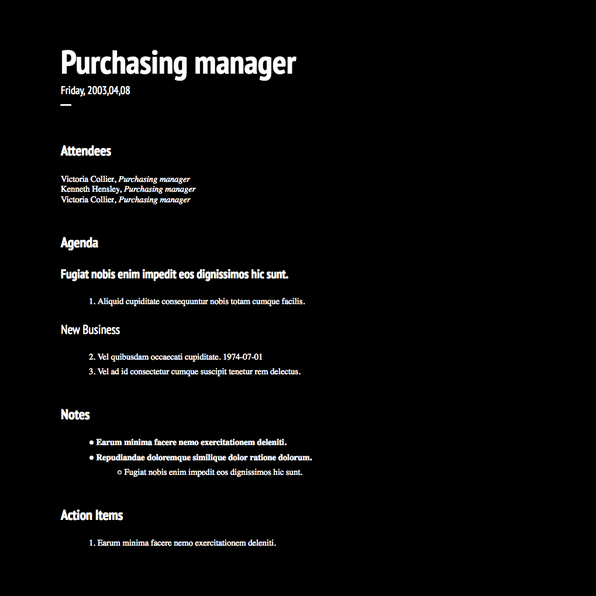 Purchasing manager
Friday, 2003,04,08
Attendees
Victoria Collier, Purchasing manager
Kenneth Hensley, Purchasing manager
Victoria Collier, Purchasing manager
Agenda
Fugiat nobis enim impedit eos dignissimos hic sunt.
1. Aliquid cupiditate consequuntur nobis totam cumque facilis.
New Business
2. Vel quibusdam occaecati cupiditate. 1974-07-01
3. Vel ad id consectetur cumque suscipit tenetur rem delectus.
Notes
● Earum minima facere nemo exercitationem deleniti.
● Repudiandae doloremque similique dolor ratione dolorum.
○ Fugiat nobis enim impedit eos dignissimos hic sunt.
Action Items
1. Earum minima facere nemo exercitationem deleniti.